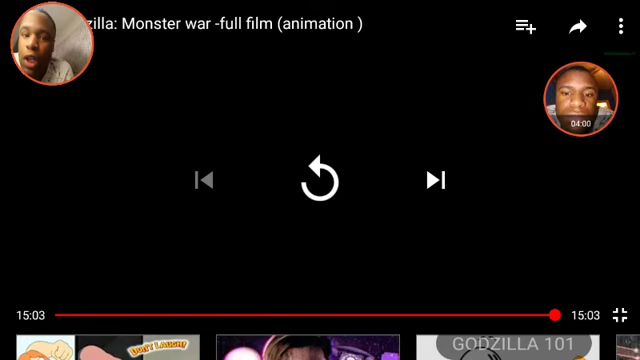 zilla: Monster war -full film (animation )
04:00
15:03
15:03
DON'T LAUGH!
GODZILLA 101